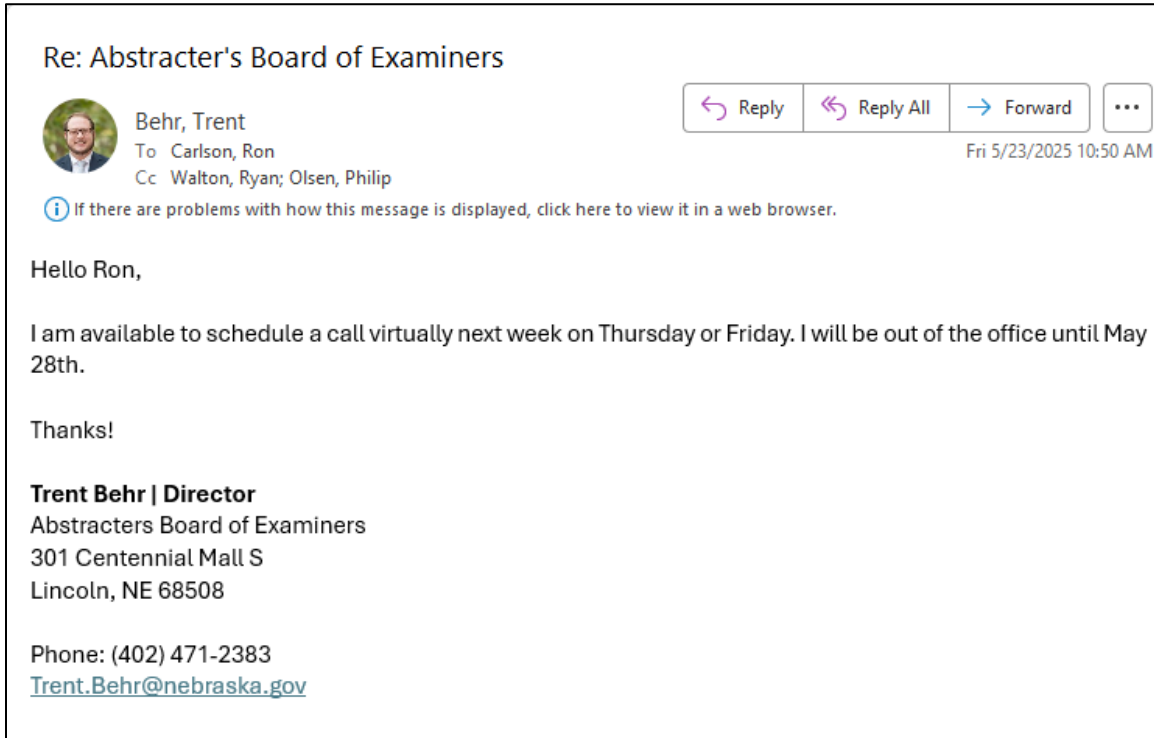 Re: Abstracter's Board of Examiners
Behr, Trent
To Carlson, Ron
Cc Walton, Ryan; Olsen, Philip
Reply
Reply All
Forward
Fri 5/23/2025 10:50 AM
If there are problems with how this message is displayed, click here to view it in a web browser.
Hello Ron,
I am available to schedule a call virtually next week on Thursday or Friday. I will be out of the office until May
28th.
Thanks!
Trent Behr | Director
Abstracters Board of Examiners
301 Centennial Mall S
Lincoln, NE 68508
Phone: (402) 471-2383
Trent.Behr@nebraska.gov